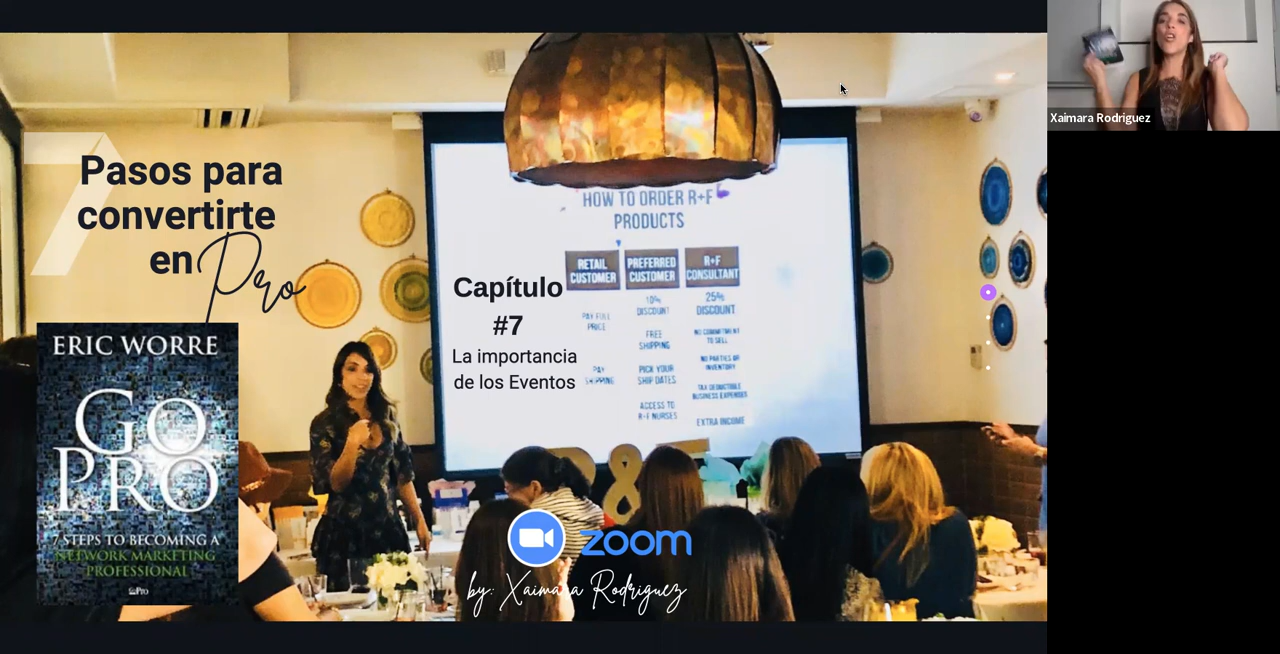 7
Pasos para
convertirte
en Pro
ERIC WORRE
GO
PRO
7 STEPS TO BECOMING A
NETWORK MARKETING
PROFESSIONAL
GoPro
HOW TO ORDER R+F
PRODUCTS
RETAIL
CUSTOMER
PAY FULL
PRICE
PAY
SHIPPING
PREFERRED
CUSTOMER
10%
DISCOUNT
FREE
SHIPPING
PICK YOUR
SHIP DATES
ACCESS TO
R+F NURSES
R+F
CONSULTANT
25%
DISCOUNT
NO COMMITMENT
TO SELL
NO PARTIES OR
INVENTORY
TAX DEDUCTIBLE
BUSINESS EXPENSES
EXTRA INCOME
Capítulo
#7
La importancia
de los Eventos
R&F
zoom
by: Xaimara Rodriguez
Xaimara Rodriguez